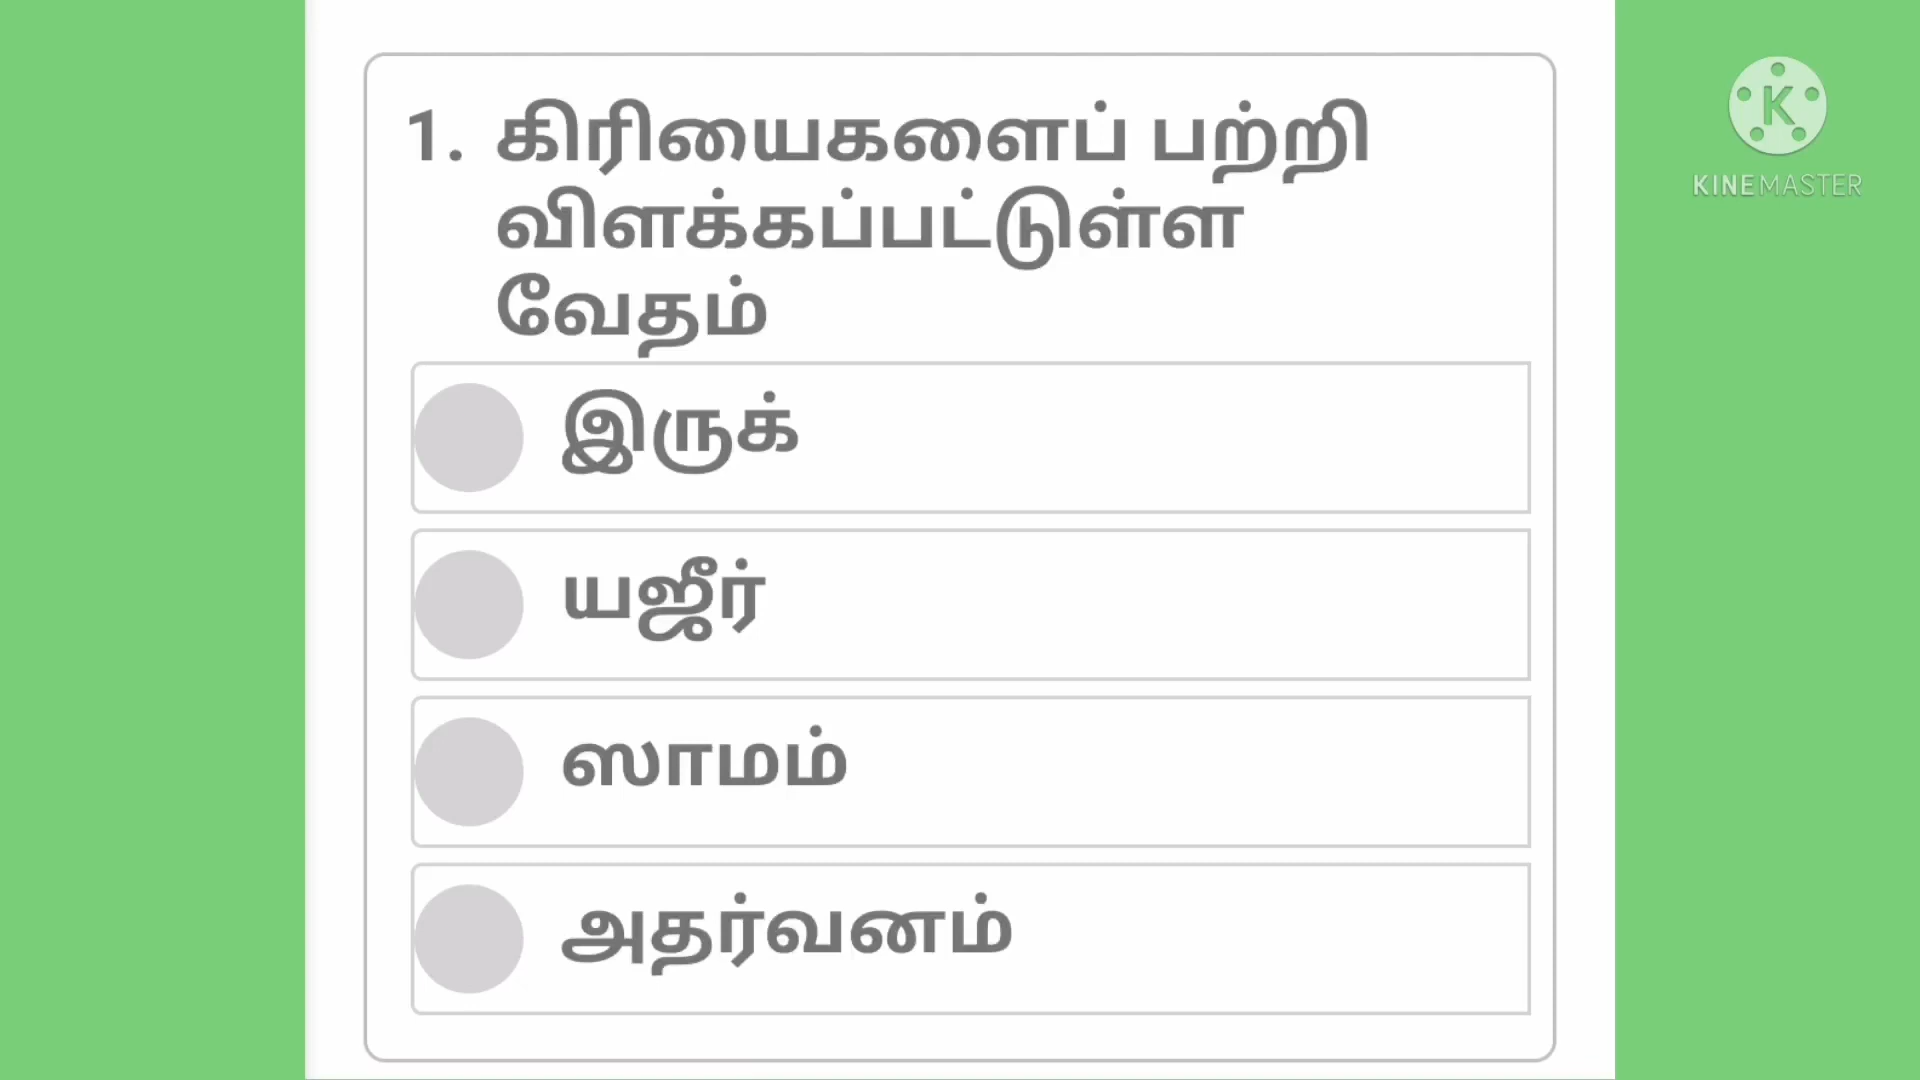 1. கிரியைகளைப் பற்றி
விளக்கப்பட்டுள்ள
வேதம்
இருக்
யஜீர்
ஸாமம்
அதர்வனம்
K
KINEMASTER